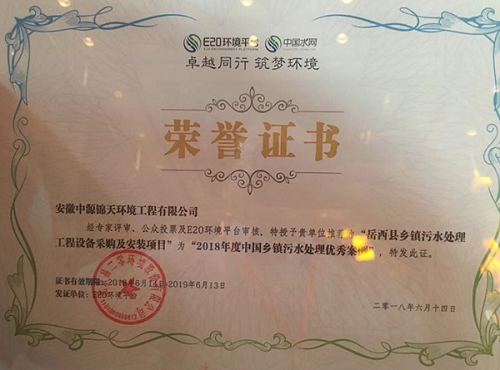 E20环境平台 中国水网
卓越同行 筑梦环境
荣誉证书
安徽中源锦天环境工程有限公司
经专家评审、公众投票及E20环境平台审核，特授予贵单位推荐的“岳西县乡镇污水处理
工程设备采购及安装项目”为“2018年度中国乡镇污水处理优秀案例”，特发此证。
证书有效期限：2018年6月14日-2019年6月13日
发证单位：E20环境平台
二零一八年六月十四日